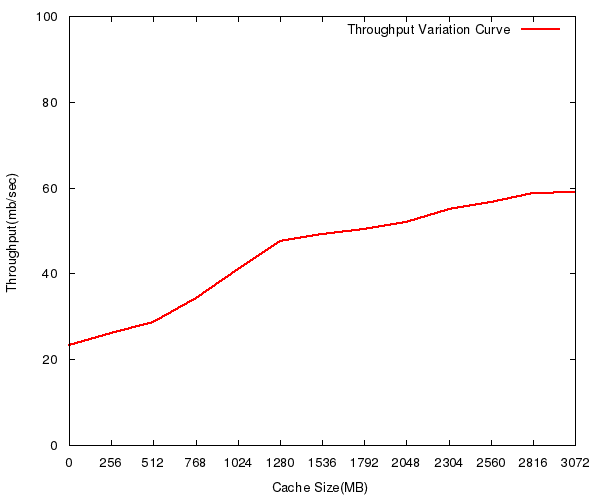 100
Throughput Variation Curve
80
60
40
20
0
Throughput(mb/sec)
0 256 512 768 1024 1280 1536 1792 2048 2304 2560 2816 3072
Cache Size(MB)